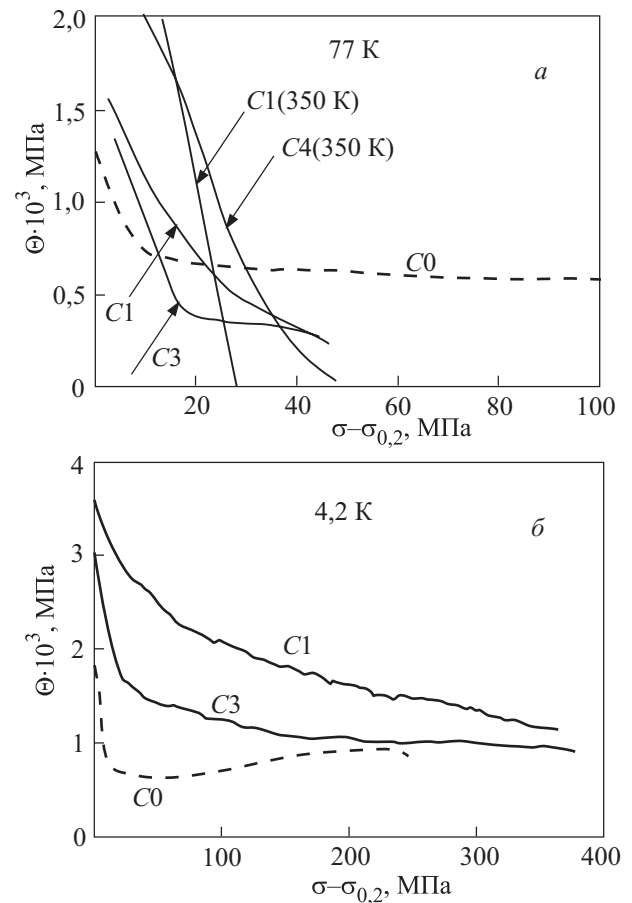 2,0
77 К
а
C1(350 К)
1,5
C4(350 К)
Θ·10³, МПа
1,0
C0
0,5
C1
C3
0
20 40 60 80 100
σ–σ0,2, МПа
4
4,2 К
б
3
Θ·10³, МПа
2
C1
C3
1
C0
0
100 200 300 400
σ–σ0,2, МПа